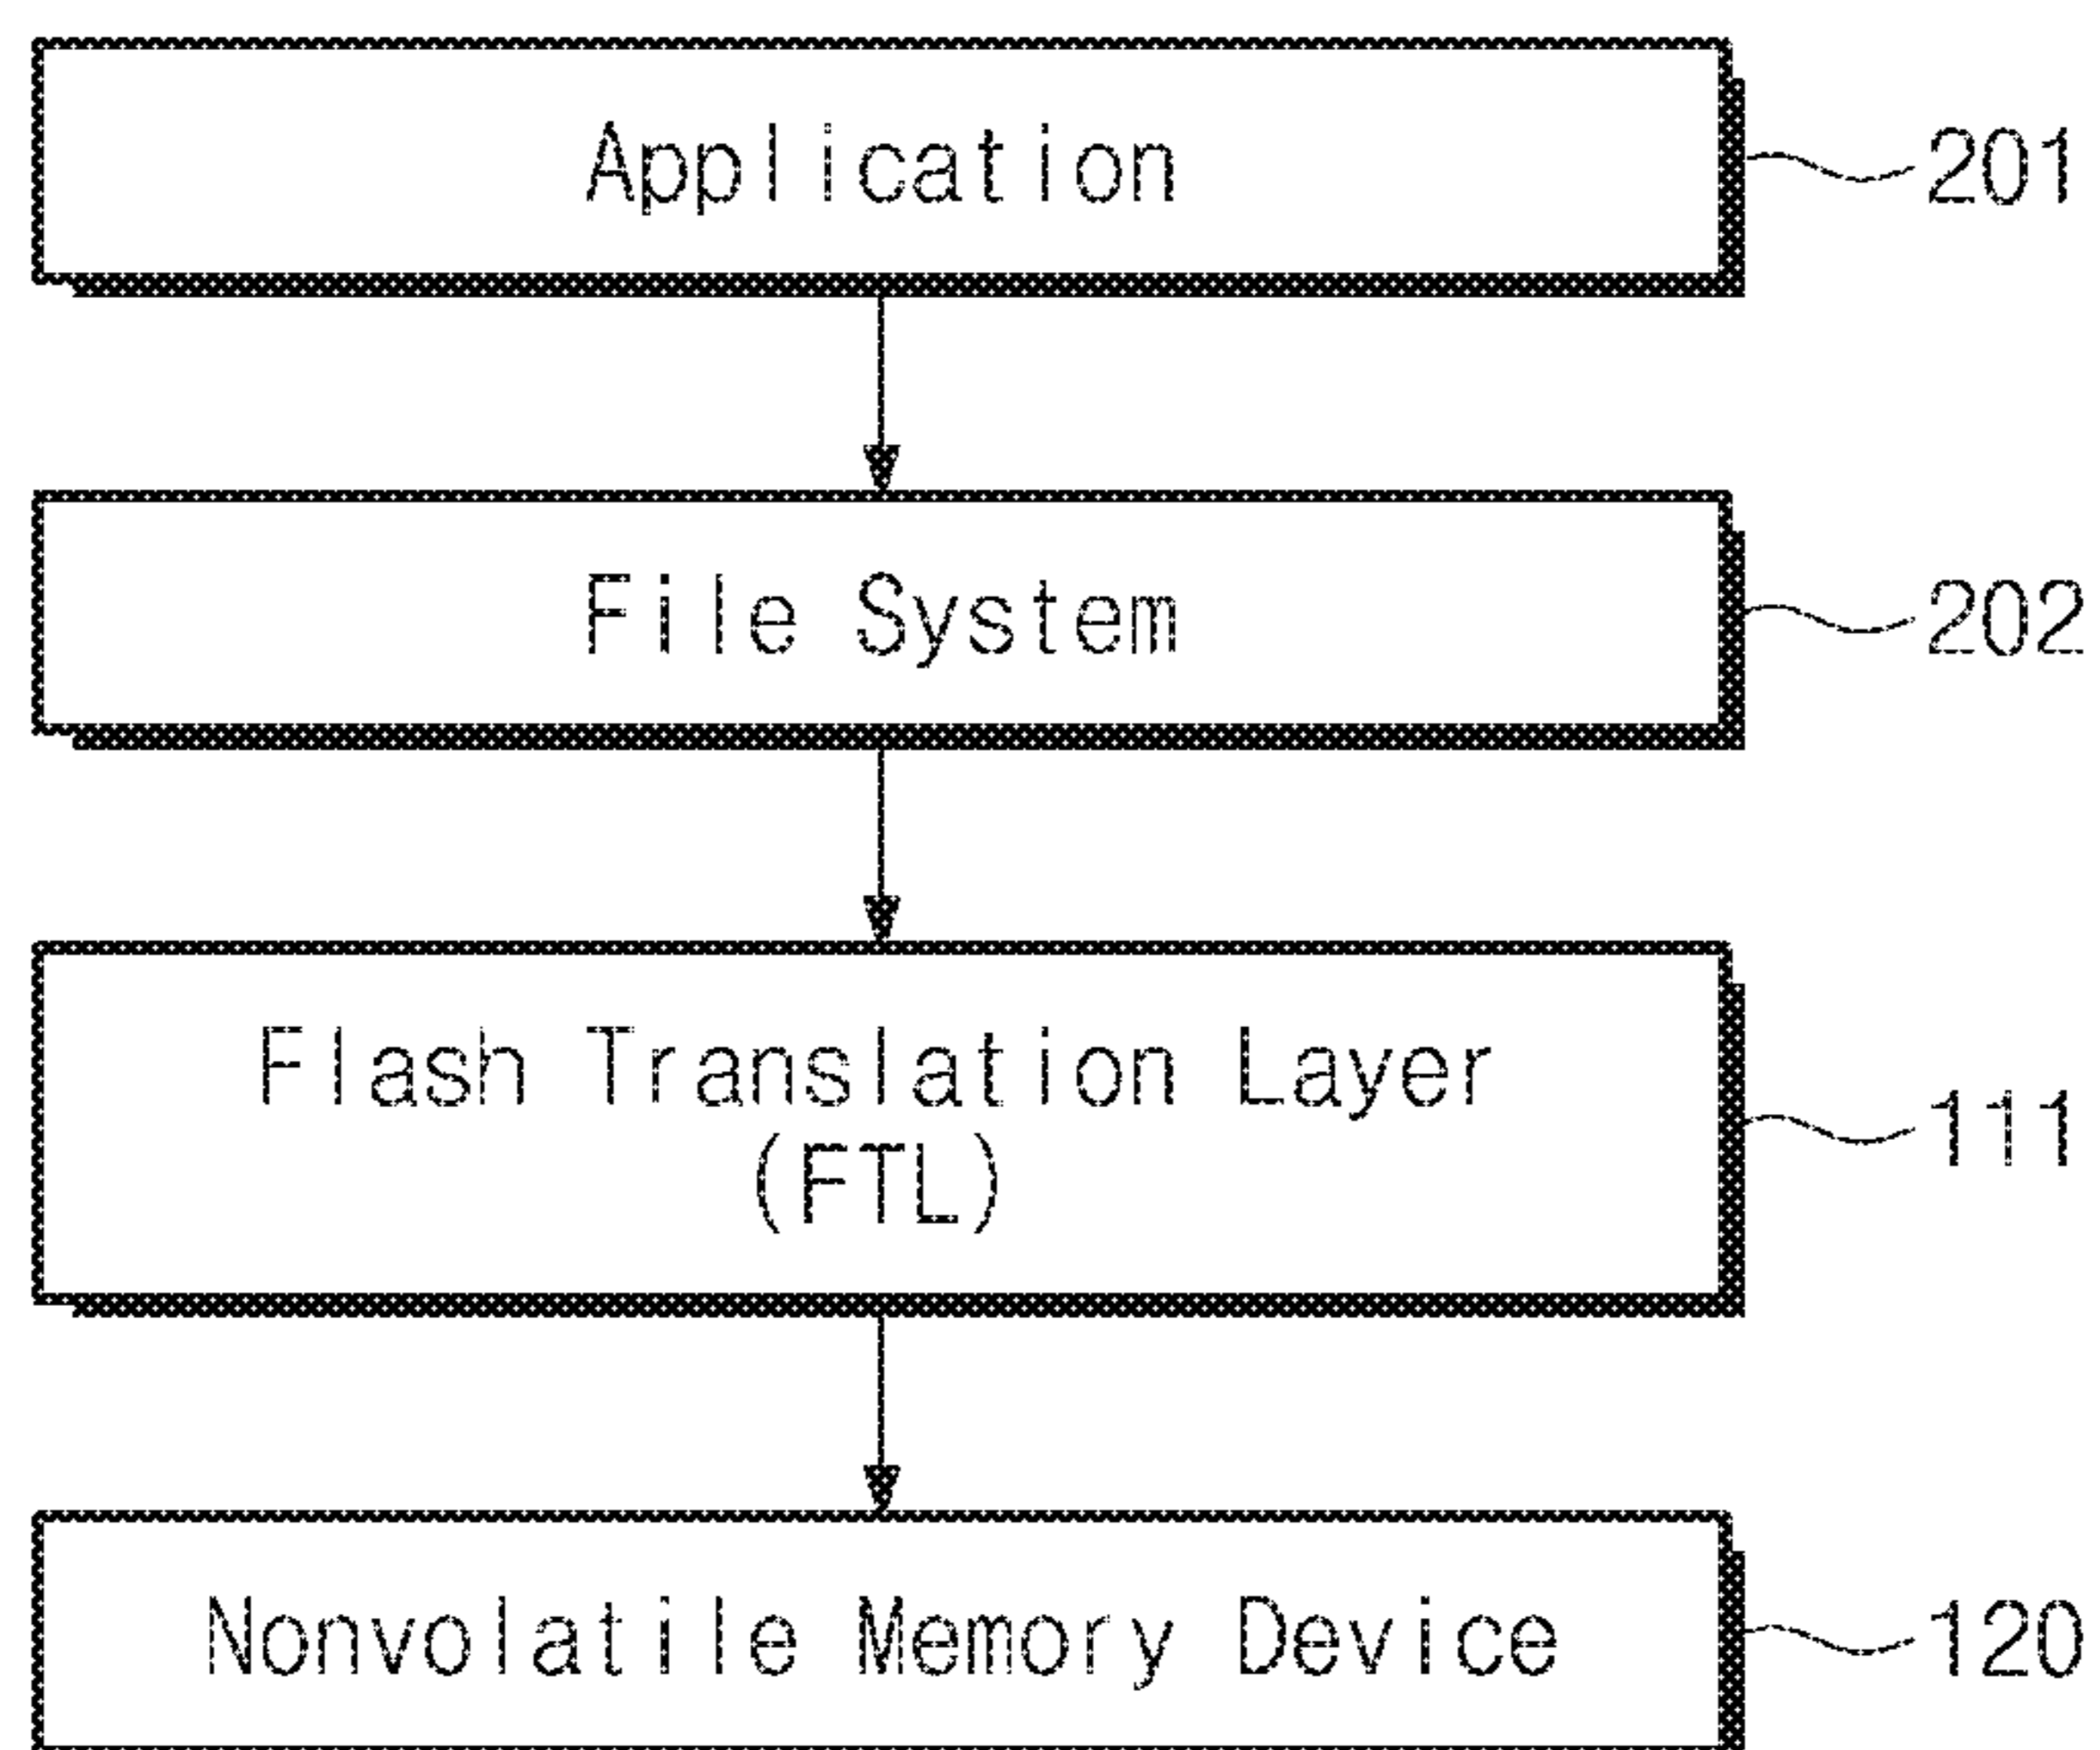 Application
201
File System
202
Flash Translation Layer
(FTL)
111
Nonvolatile Memory Device
120